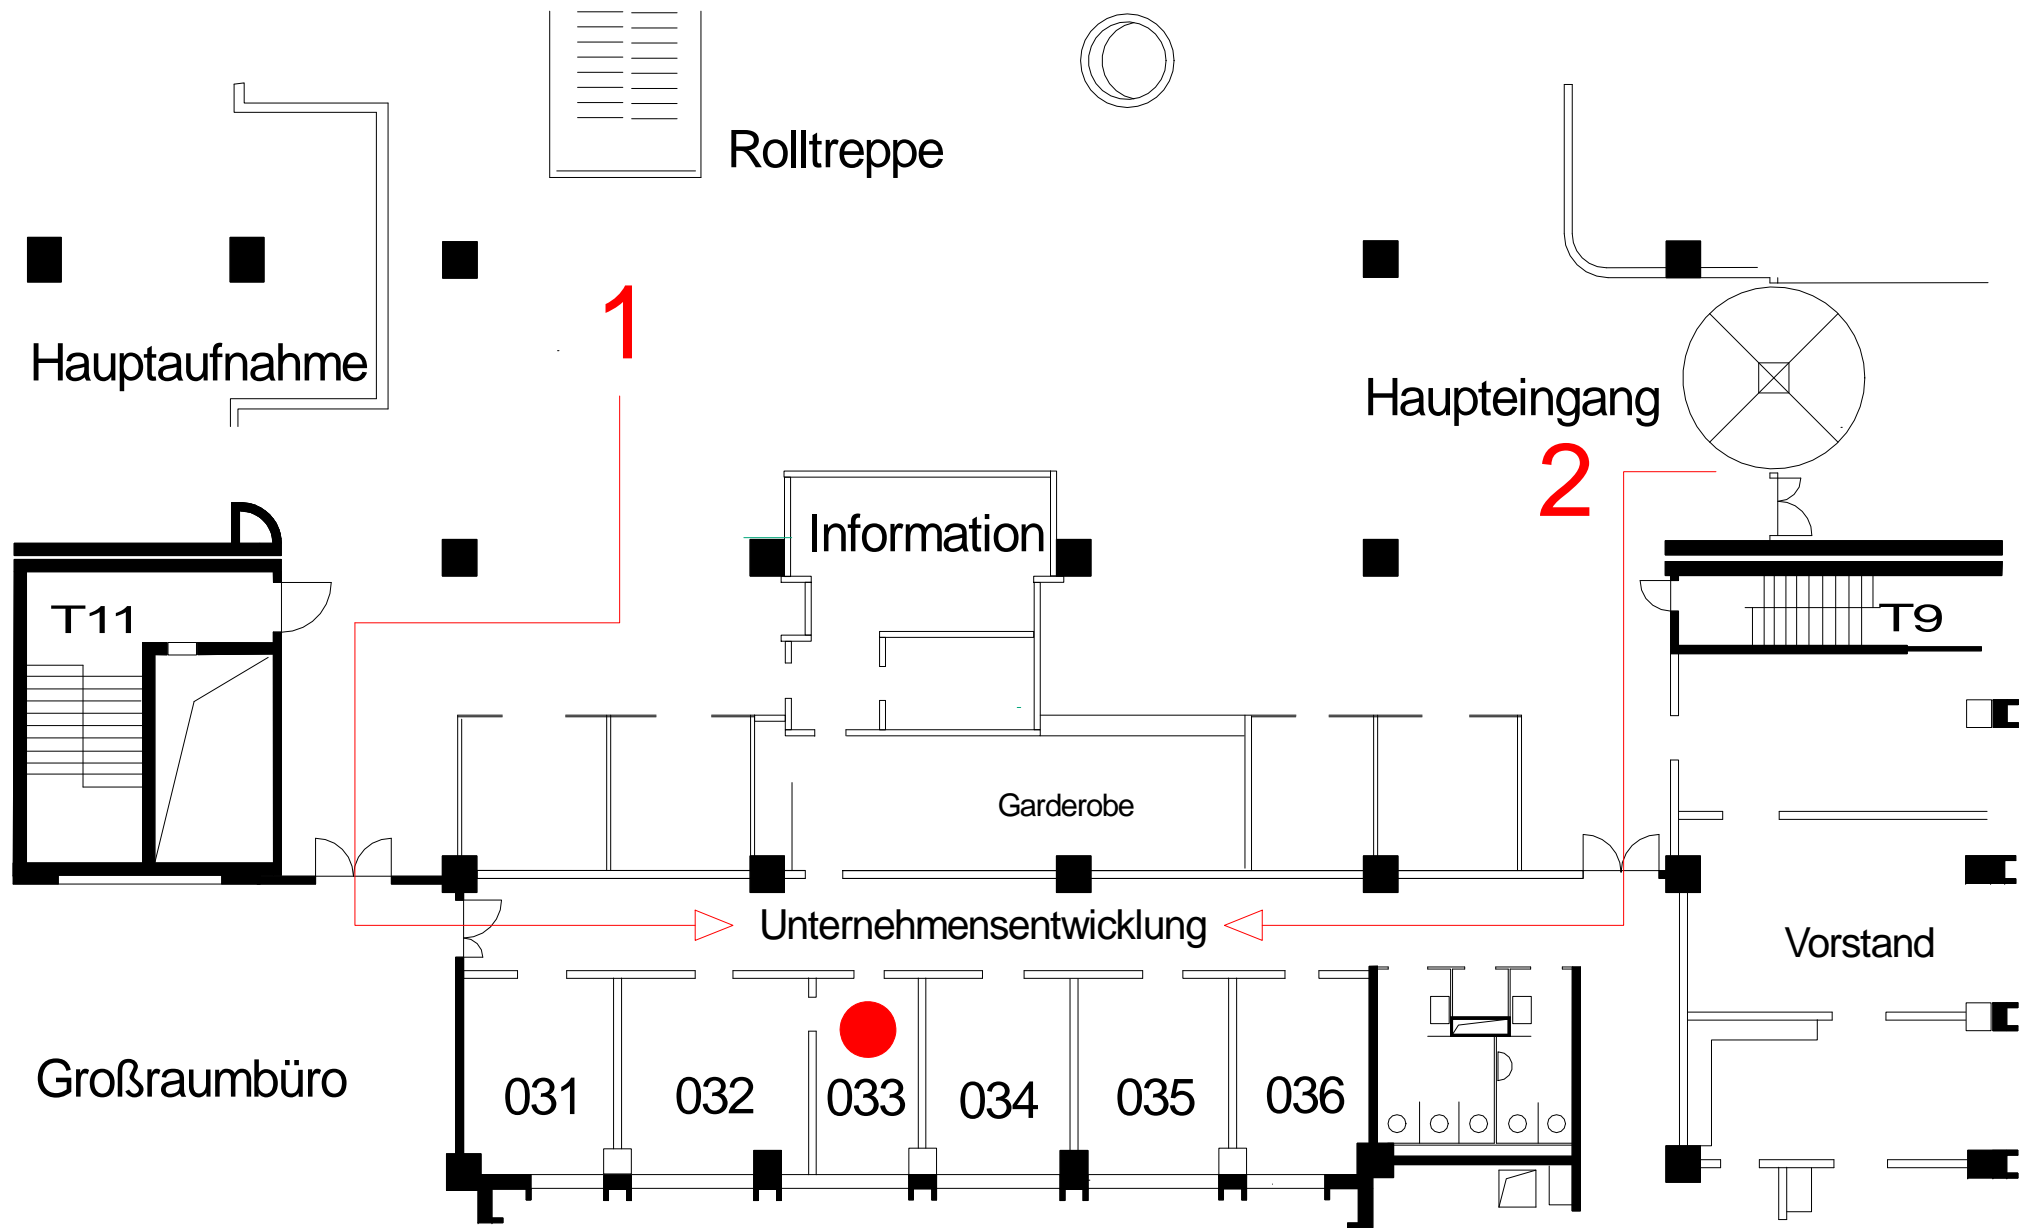 Rolltreppe
1
Hauptaufnahme
Haupteingang
2
Information
T11
T9
Garderobe
Unternehmensentwicklung
Vorstand
Großraumbüro
031
032
033
034
035
036